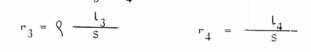 r₃ = ρ l₃/S r₄ = l₄/S